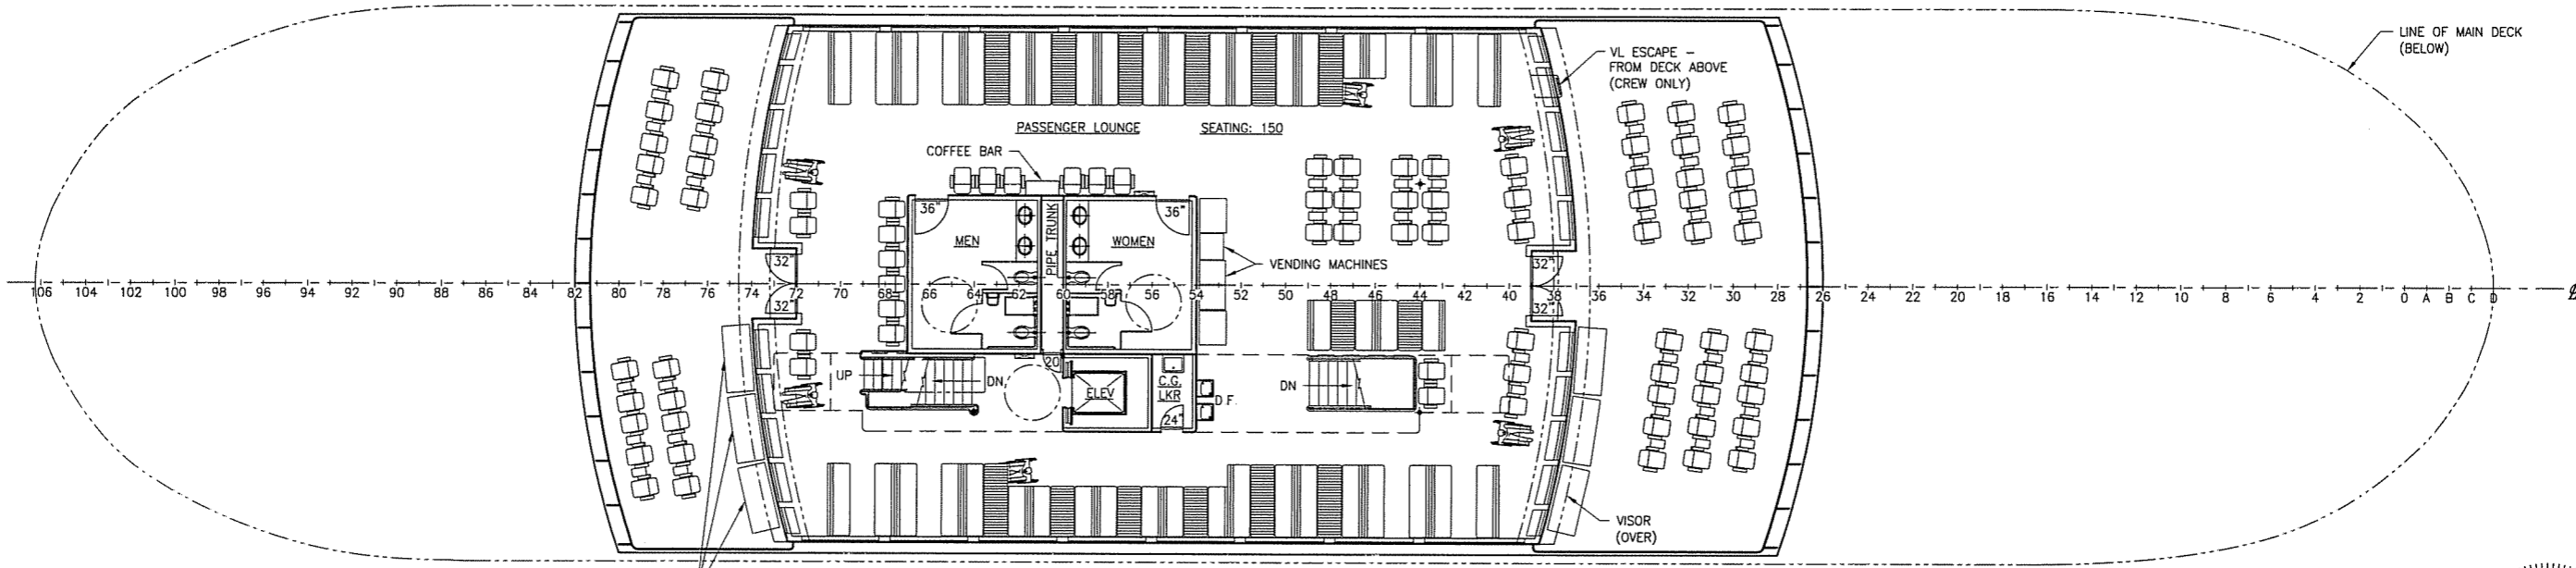 LINE OF MAIN DECK
(BELOW)
VL ESCAPE -
FROM DECK ABOVE
(CREW ONLY)
PASSENGER LOUNGE SEATING: 150
COFFEE BAR
36"
36"
MEN
PIPE TRUNK
WOMEN
VENDING MACHINES
32"
32"
106 104 102 100 98 96 94 92 90 88 86 84 82 80 78 76 74 72 70 68 66 64 62 60 58 56 54 52 50 48 46 44 42 40 38 36 34 32 30 28 26 24 22 20 18 16 14 12 10 8 6 4 2 0 A B C D
32"
32"
20
UP
DN
ELEV
C.G.
LKR
24"
D.F.
DN
VISOR
(OVER)